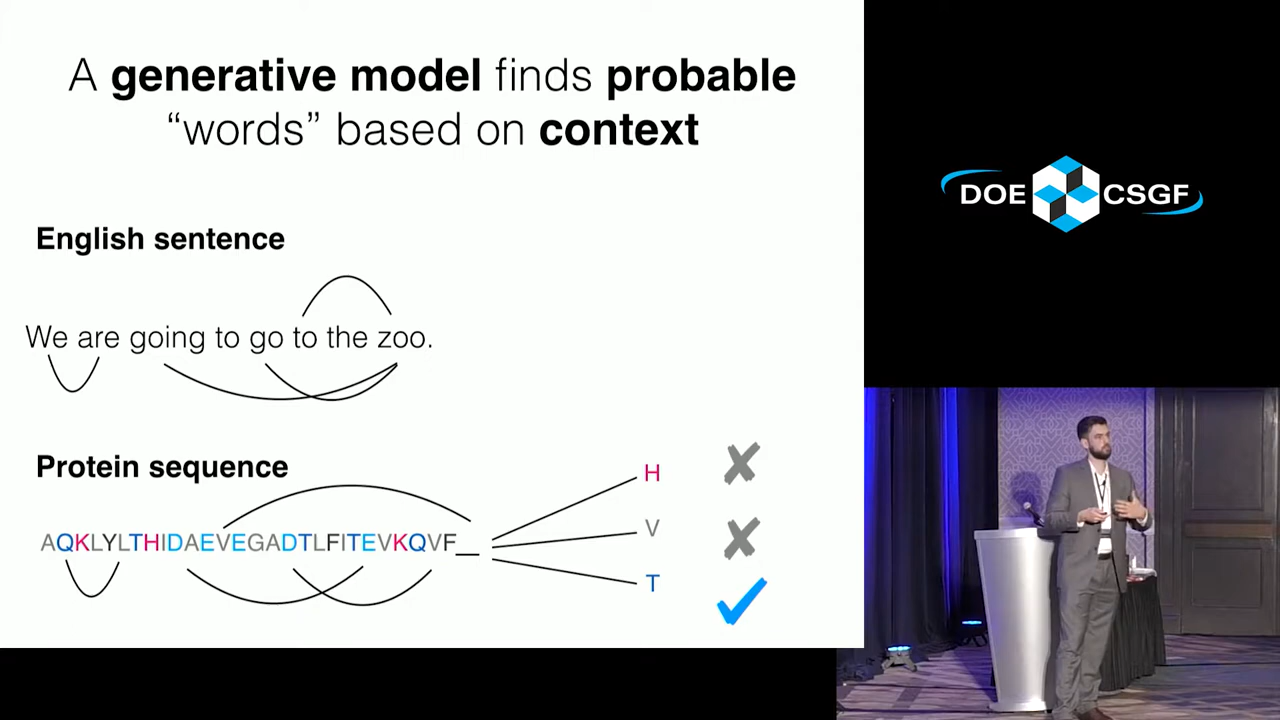 A generative model finds probable
“words” based on context
English sentence
We are going to go to the zoo.
Protein sequence
AQKLYLTHIDAEVEGADTLFITEVKQVF__
H
V
T
DOE CSGF